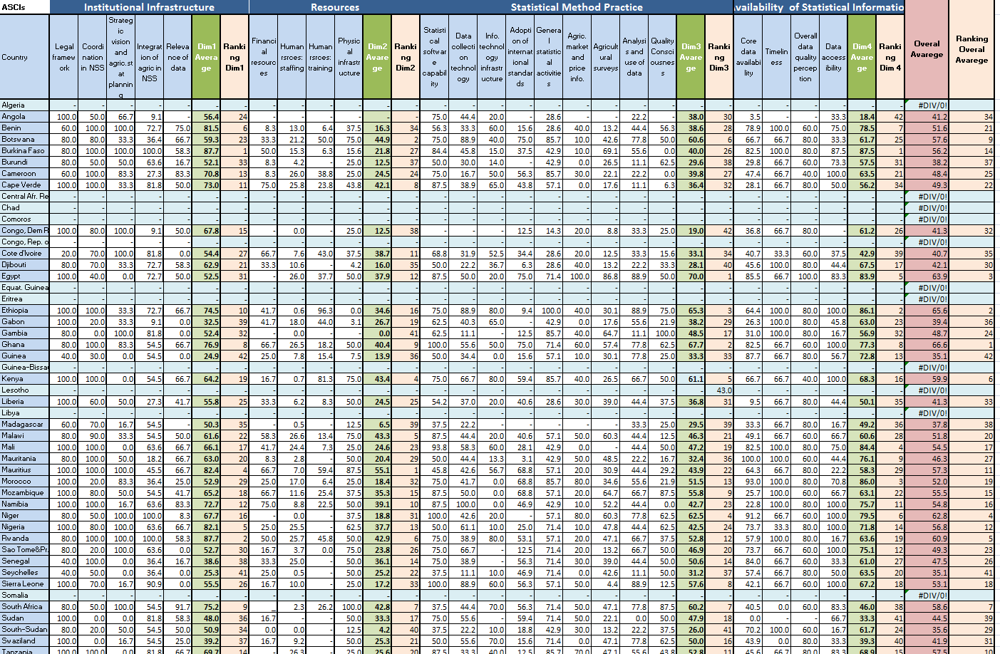 ASCIs Institutional Infrastructure Resources Statistical Method Practice vailability of Statistical Informatio
Country Legal framew ork Coordi nation in NSS Strateg ic vision and agric.st at plannin g Integrat ion of agric in NSS Releva nce of data Dim1 Avera ge Ranki ng Dim1 Financi al resourc es Human rsrces: staffing Human rsrces: training Physic al infrastr ucture Dim2 Avare ge Ranki ng Dim2 Statisti cal softwar e capabil ity Data collecti on technol ogy Info. technol ogy infrastr ucture Adopti on of internat ional standar ds Genera l statistic al activitie s Agric. market and price info. Agricult ural surveys Analysi s and use of data Quality Consci ousnes s Dim3 Avare ge Ranki ng Dim3 Core data availabi lity Timelin ess Overall data quality percep tion Data access ibility Dim4 Avare ge Ranki ng Dim 4 Overal Avarege Ranking Overal Avarege
Algeria - - - - - - - - - - - - - - - - - - - - - - - - - - - - - - - #DIV/0!
Angola 100.0 50.0 66.7 9.1 - 56.4 24 - - - - - - 75.0 44.4 20.0 - 28.6 - - 22.2 - 38.0 30 3.5 - - 33.3 18.4 42 41.2 34
Benin 60.0 100.0 100.0 72.7 75.0 81.5 6 8.3 13.0 6.4 37.5 16.3 34 56.3 33.3 60.0 15.6 28.6 40.0 13.2 44.4 56.3 38.6 28 78.9 100.0 60.0 75.0 78.5 7 51.6 21
Botswana 80.0 80.0 33.3 36.4 66.7 59.3 23 33.3 21.2 50.0 75.0 44.9 2 75.0 88.9 40.0 75.0 85.7 10.0 42.6 77.8 50.0 60.6 6 66.7 66.7 80.0 33.3 61.7 25 57.6 9
Burkina Faso 80.0 100.0 100.0 100.0 58.3 87.7 1 50.0 15.3 6.3 15.6 21.8 27 84.4 45.8 15.0 37.5 42.9 10.0 69.1 55.6 0.0 40.0 26 82.5 100.0 80.0 87.5 87.5 1 56.2 14
Burundi 80.0 50.0 50.0 63.6 16.7 52.1 33 8.3 4.2 - 25.0 12.5 37 50.0 30.0 14.0 - 42.9 0.0 26.5 11.1 62.5 29.6 38 29.8 66.7 60.0 73.3 57.5 31 38.2 37
Cameroon 60.0 100.0 83.3 27.3 83.3 70.8 13 8.3 26.0 38.8 25.0 24.5 24 75.0 16.7 50.0 56.3 85.7 30.0 22.1 22.2 0.0 39.8 27 47.4 66.7 40.0 100.0 63.5 21 48.4 25
Cape Verde 100.0 100.0 33.3 81.8 50.0 73.0 11 75.0 25.8 23.8 43.8 42.1 8 87.5 38.9 65.0 43.8 57.1 0.0 17.6 11.1 6.3 36.4 32 28.1 66.7 80.0 50.0 56.2 34 49.3 22
Central Afr. Re - - - - - - - - - - - - - - - - - - - - - - - - - - - - - - - #DIV/0!
Chad - - - - - - - - - - - - - - - - - - - - - - - - - - - - - - - #DIV/0!
Comoros - - - - - - - - - - - - - - - - - - - - - - - - - - - - - - - #DIV/0!
Congo, Dem R 100.0 80.0 100.0 9.1 50.0 67.8 15 - 0.0 - 25.0 12.5 38 - - - 12.5 14.3 20.0 8.8 33.3 25.0 19.0 42 36.8 66.7 80.0 - 61.2 26 41.3 32
Congo, Rep. o - - - - - - - - - - - - - - - - - - - - - - - - - - - - - - - #DIV/0!
Cote d'Ivoire 20.0 70.0 100.0 81.8 0.0 54.4 27 66.7 7.6 43.0 37.5 38.7 11 68.8 31.9 52.5 34.4 28.6 20.0 12.5 33.3 15.6 33.1 34 40.7 33.3 60.0 37.5 42.9 39 40.7 35
Djibouti 80.0 70.0 33.3 72.7 58.3 62.9 21 33.3 10.6 - 4.2 16.0 35 50.0 22.2 36.7 6.3 28.6 40.0 13.2 22.2 33.3 28.1 40 45.6 100.0 80.0 44.4 67.5 17 42.1 30
Egypt 100.0 40.0 0.0 72.7 50.0 52.5 31 - 26.0 37.7 50.0 37.9 12 87.5 50.0 20.0 75.0 71.4 100.0 86.8 88.9 50.0 70.0 1 85.5 66.7 100.0 83.3 83.9 5 63.9 3
Equat. Guinea - - - - - - - - - - - - - - - - - - - - - - - - - - - - - - - #DIV/0!
Eritrea - - - - - - - - - - - - - - - - - - - - - - - - - - - - - - - #DIV/0!
Ethiopia 100.0 100.0 33.3 72.7 66.7 74.5 10 41.7 0.6 96.3 0.0 34.6 16 75.0 88.9 80.0 9.4 100.0 40.0 30.1 88.9 75.0 65.3 3 64.4 100.0 80.0 100.0 86.1 2 65.6 2
Gabon 100.0 20.0 33.3 9.1 0.0 32.5 39 41.7 18.0 44.0 3.1 26.7 19 62.5 40.3 65.0 - 42.9 0.0 17.6 55.6 21.9 38.2 29 26.3 100.0 80.0 45.8 63.0 23 39.4 36
Gambia 80.0 0.0 100.0 81.8 0.0 52.4 32 - 0.0 - - 0.0 41 62.5 11.1 - 12.5 85.7 40.0 64.7 11.1 100.0 48.5 17 31.0 100.0 80.0 16.7 56.9 32 48.7 24
Ghana 80.0 100.0 83.3 54.5 66.7 76.9 8 66.7 26.5 18.2 50.0 40.4 9 100.0 55.6 50.0 75.0 71.4 60.0 57.4 77.8 62.5 67.7 2 82.5 66.7 60.0 100.0 77.3 8 66.6 1
Guinea 40.0 30.0 0.0 54.5 0.0 24.9 42 25.0 7.8 15.4 7.5 13.9 36 50.0 34.4 0.0 15.6 57.1 10.0 30.1 77.8 25.0 33.3 33 87.7 66.7 80.0 56.7 72.8 13 35.1 42
Guinea-Bissa - - - - - - - - - - - - - - - - - - - - - - - - - - - - - - - #DIV/0!
Kenya 100.0 100.0 0.0 54.5 66.7 64.2 19 16.7 0.7 81.3 75.0 43.4 4 75.0 66.7 80.0 59.4 85.7 40.0 26.5 66.7 50.0 61.1 5 66.7 66.7 40.0 100.0 68.3 16 59.9 6
Lesotho - - - - - - - - - - - - - - - - - - - - - - - 43.0 - - - - - - #DIV/0!
Liberia 100.0 60.0 50.0 27.3 41.7 55.8 25 33.3 6.2 8.3 50.0 24.5 25 54.2 37.0 20.0 40.6 28.6 30.0 39.0 44.4 37.5 36.8 31 9.5 66.7 80.0 44.4 50.1 35 41.3 33
Libya - - - - - - - - - - - - - - - - - - - - - - - - - - - - - - - #DIV/0!
Madagascar 60.0 70.0 16.7 54.5 - 50.3 35 - 0.5 - 12.5 6.5 39 37.5 22.2 - - - - - 33.3 25.0 29.5 39 33.3 66.7 80.0 16.7 49.2 36 37.8 38
Malawi 80.0 90.0 33.3 54.5 50.0 61.6 22 58.3 26.6 13.4 75.0 43.3 5 87.5 44.4 20.0 40.6 57.1 50.0 60.3 44.4 12.5 46.3 21 49.1 66.7 60.0 66.7 60.6 28 51.8 20
Mali 100.0 100.0 0.0 63.6 66.7 66.1 17 41.7 24.4 7.3 25.0 24.6 23 93.8 58.3 60.0 28.1 42.9 0.0 - 44.4 50.0 47.2 19 82.5 100.0 80.0 75.0 84.4 4 54.5 17
Mauritania 80.0 100.0 50.0 18.2 66.7 63.0 20 8.3 2.8 - 50.0 20.4 29 50.0 44.4 13.3 3.1 42.9 50.0 48.5 22.2 16.7 32.4 36 100.0 100.0 60.0 44.4 76.1 9 46.3 27
Mauritius 100.0 100.0 100.0 45.5 66.7 82.4 4 66.7 7.0 59.4 87.5 55.1 1 45.8 42.6 56.7 68.8 57.1 20.0 30.9 44.4 29.2 43.9 22 64.3 66.7 80.0 22.2 58.3 29 57.3 11
Morocco 100.0 20.0 83.3 36.4 25.0 52.9 29 25.0 17.0 6.4 25.0 18.4 32 75.0 41.7 0.0 68.8 85.7 80.0 34.6 55.6 21.9 51.5 13 93.0 100.0 80.0 70.8 86.0 3 52.0 19
Mozambique 100.0 80.0 50.0 54.5 41.7 65.2 18 66.7 11.6 25.4 37.5 35.3 15 87.5 50.0 0.0 68.8 57.1 20.0 64.7 66.7 87.5 55.8 9 25.7 100.0 60.0 66.7 63.1 22 55.5 15
Namibia 100.0 100.0 16.7 63.6 83.3 72.7 12 75.0 8.8 22.5 50.0 39.1 10 87.5 100.0 0.0 46.9 42.9 10.0 52.2 44.4 0.0 42.7 23 22.8 100.0 80.0 100.0 75.7 11 54.8 16
Niger 80.0 50.0 100.0 100.0 8.3 67.7 16 - 0.0 - 37.5 18.8 31 100.0 42.6 20.0 - 57.1 80.0 60.3 77.8 62.5 62.5 4 91.2 66.7 60.0 100.0 79.5 6 62.8 4
Nigeria 100.0 80.0 100.0 63.6 66.7 82.1 5 25.0 25.5 - 62.5 37.7 13 50.0 61.1 10.0 25.0 71.4 10.0 47.8 44.4 62.5 42.5 24 73.7 33.3 80.0 100.0 71.8 14 56.8 12
Rwanda 80.0 100.0 100.0 100.0 58.3 87.7 2 50.0 25.7 45.8 50.0 42.9 6 75.0 38.9 80.0 53.1 57.1 20.0 47.1 66.7 37.5 52.8 12 57.9 100.0 80.0 16.7 63.6 19 60.9 5
Sao Tome&Pr. 80.0 20.0 100.0 63.6 0.0 52.7 30 16.7 3.7 0.0 75.0 23.8 26 75.0 66.7 - 12.5 71.4 20.0 13.2 66.7 50.0 46.9 20 73.7 66.7 60.0 100.0 75.1 12 49.3 23
Senegal 40.0 100.0 0.0 36.4 16.7 38.6 38 33.3 25.0 - 50.0 36.1 14 75.0 38.9 - 56.3 71.4 30.0 39.0 44.4 50.0 50.6 14 84.0 66.7 60.0 33.3 61.0 27 47.5 26
Seychelles 40.0 50.0 0.0 36.4 0.0 25.3 41 25.0 0.5 - 50.0 25.2 22 37.5 11.1 10.0 46.9 71.4 0.0 42.6 11.1 50.0 31.2 37 57.4 66.7 80.0 50.0 63.5 20 35.1 41
Sierra Leone 100.0 70.0 16.7 90.9 0.0 55.5 26 16.7 10.0 - 25.0 17.2 33 100.0 88.9 60.0 56.3 57.1 50.0 4.4 88.9 12.5 57.6 8 42.1 66.7 60.0 100.0 67.2 18 53.1 18
Somalia - - - - - - - - - - - - - - - - - - - - - - - - - - - - - - - #DIV/0!
South Africa 80.0 50.0 100.0 54.5 91.7 75.2 9 _ 2.3 26.2 100.0 42.8 7 37.5 44.4 70.0 56.3 71.4 50.0 47.1 77.8 87.5 60.2 7 40.5 0.0 60.0 83.3 46.0 38 58.6 7
Sudan 100.0 0.0 0.0 81.8 58.3 48.0 36 16.7 - - 50.0 33.3 17 75.0 55.6 - 59.4 71.4 50.0 22.1 0.0 50.0 47.9 18 0.0 - - 66.7 33.3 41 44.5 39
South-Sudan 80.0 20.0 50.0 54.5 50.0 50.9 34 0.0 0.0 - 12.5 4.2 40 37.5 22.2 10.0 18.8 42.9 30.0 13.2 22.2 37.5 26.0 41 70.2 100.0 60.0 16.7 61.7 24 35.6 29
Swaziland 80.0 0.0 16.7 54.5 25.0 39.2 37 16.7 9.2 - 50.0 25.3 21 50.0 55.6 70.0 56.3 57.1 20.0 47.1 44.4 50.0 50.0 16 43.9 0.0 80.0 33.3 39.3 40 41.9 31
Tanzania 100.0 100.0 0.0 81.8 66.7 69.7 14 - 26.3 - 25.0 25.6 20 87.5 33.3 40.0 12.5 85.7 70.0 47.1 55.6 43.8 52.8 11 45.6 66.7 80.0 83.3 68.9 15 57.5 10